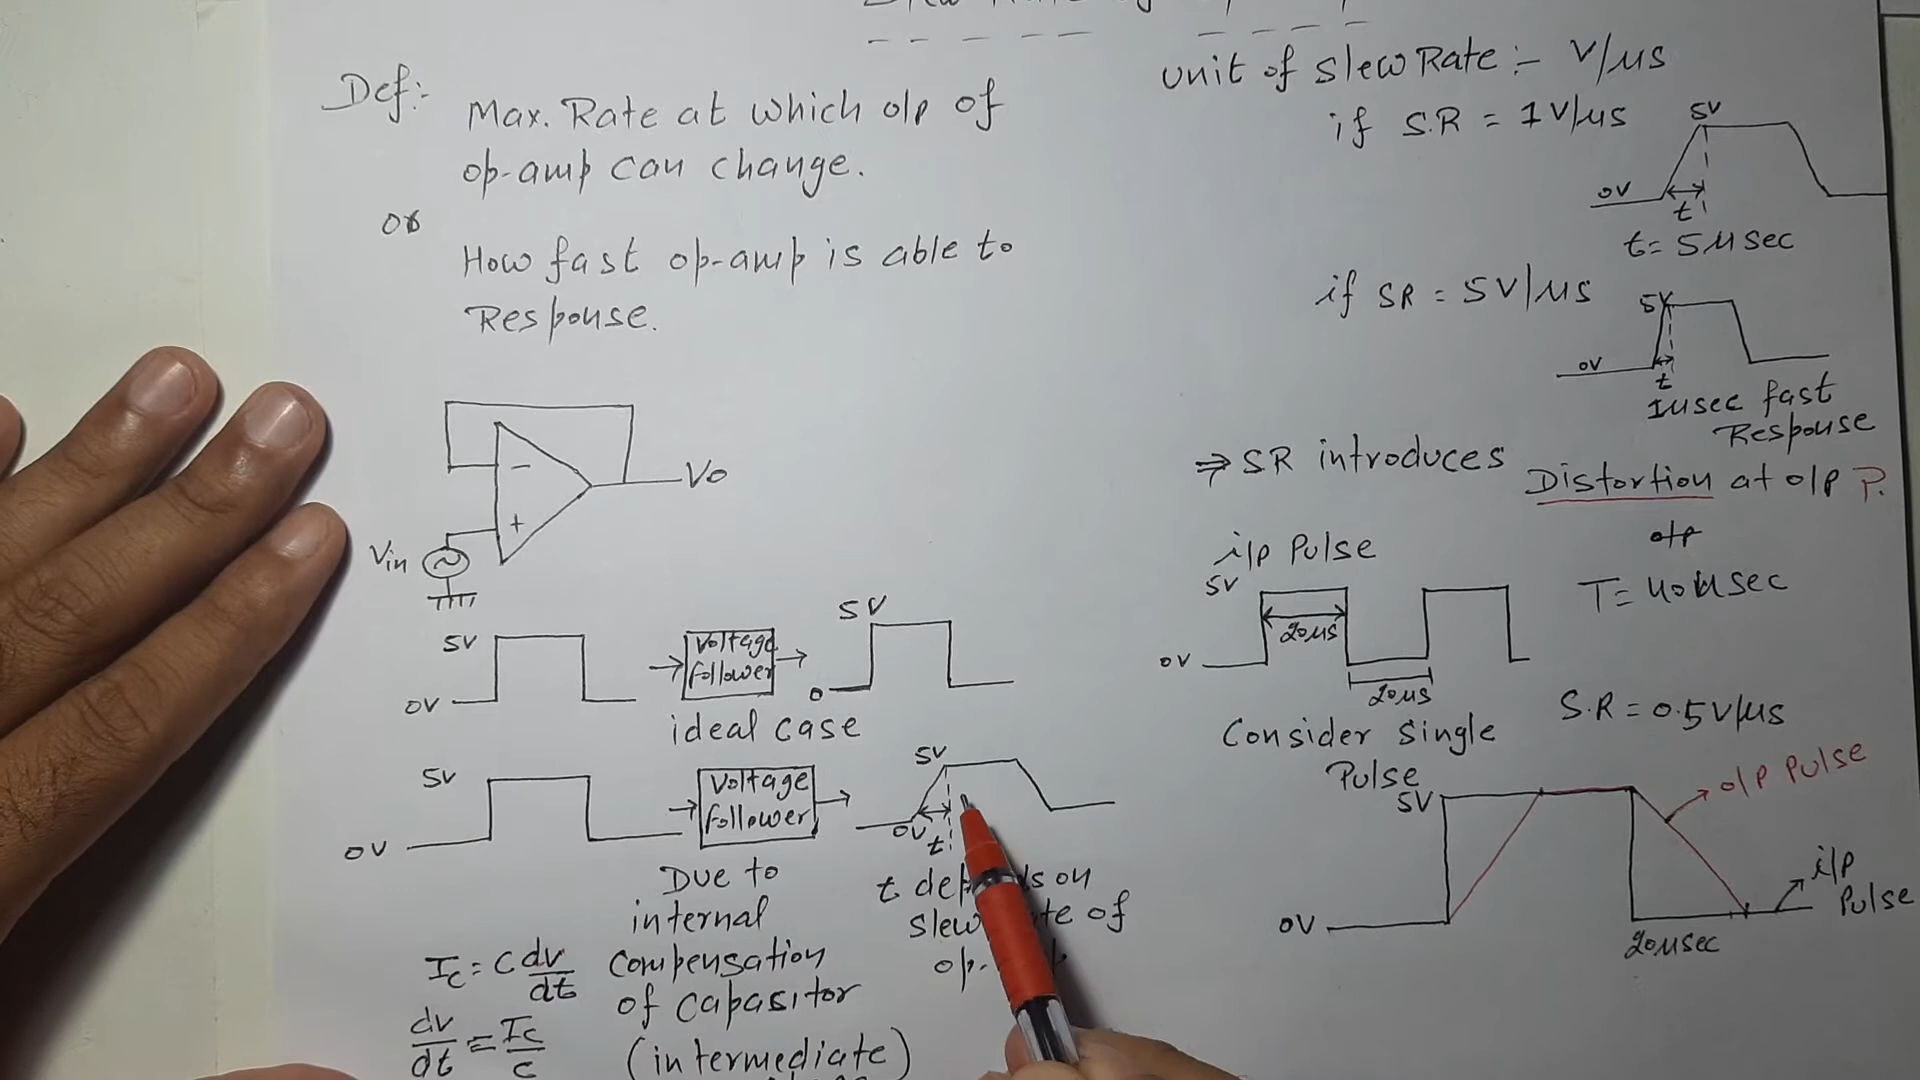 Def:-
Max. Rate at which o/p of
op-amp can change.
or
How fast op-amp is able to
Response.
Vo
-
+
Vin
5V
0V
Voltage
follower
5V
0
ideal case
5V
0V
Voltage
follower
5V
0V
t
Due to
internal
compensation
of capasitor
(intermediate)
t on
slew of
Ic = C dv/dt
dv/dt = Ic/c
unit of slew Rate :- V/μs
if S.R = 1V/μs
5V
0V
t
t = 5μsec
if SR = 5V/μs
5V
0V
t
1μsec fast
Response
⇒ SR introduces
Distortion at o/p P.
o/p
i/p Pulse
5V
20μs
0V
20μs
T = 40μsec
Consider single
Pulse
S.R = 0.5V/μs
5V
o/p Pulse
i/p
Pulse
0V
20μsec